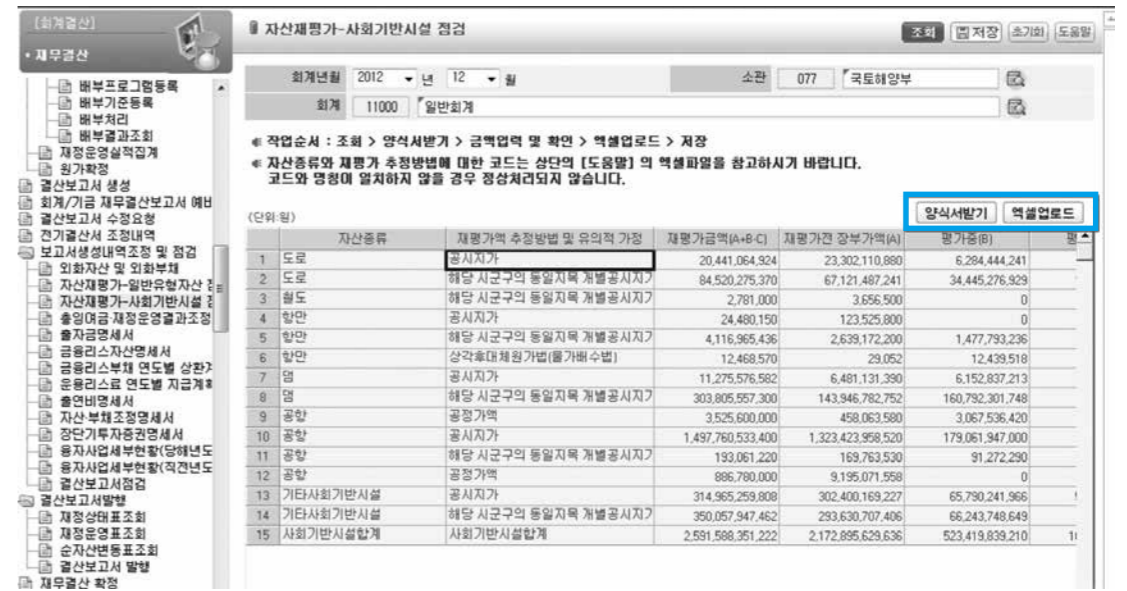 [회계결산]
• 재무결산
배부프로그램등록
배부기준등록
배부처리
배부결과조회
재정운영실적집계
원가확정
결산보고서 생성
회계/기금 재무결산보고서 예비
결산보고서 수정요청
전기결산서 조정내역
보고서생성내역조정 및 점검
외화자산 및 외화부채
자산재평가-일반유형자산
자산재평가-사회기반시설
출잉여금·재정운영결과조정
출자금명세서
금융리스자산명세서
금융리스부채 연도별 상환
운용리스료 연도별 지급계획
출연비명세서
자산·부채조정명세서
장단기투자증권명세서
융자사업세부현황(당해년도
융자사업세부현황(직전년도
결산보고서점검
결산보고서발행
재정상태표조회
재정운영표조회
순자산변동표조회
결산보고서 발행
재무결산 확정
자산재평가-사회기반시설 점검
조회 저장 초기화 도움말
회계년월 2012 년 12 월 소관 077 국토해양부
회계 11000 일반회계
작업순서 : 조회 > 양식서받기 > 금액입력 및 확인 > 엑셀업로드 > 저장
자산종류와 재평가 추정방법에 대한 코드는 상단의 [도움말] 의 엑셀파일을 참고하시기 바랍니다.
코드와 명칭이 일치하지 않을 경우 정상처리되지 않습니다.
양식서받기 엑셀업로드
(단위:원)
자산종류 재평가액 추정방법 및 유의적 가정 재평가금액(A+B-C) 재평가전 장부가액(A) 평가증(B) 평
1 도로 공시지가 20,441,064,924 23,302,110,880 6,284,444,241
2 도로 해당 시군구의 동일지목 개별공시지가 84,520,275,370 67,121,487,241 34,445,276,929
3 철도 해당 시군구의 동일지목 개별공시지가 2,781,000 3,656,500 0
4 항만 공시지가 24,480,150 123,525,800 0
5 항만 해당 시군구의 동일지목 개별공시지가 4,116,965,436 2,639,172,200 1,477,793,236
6 항만 상각후대체원가법(물가배수법) 12,468,570 29,052 12,439,518
7 댐 공시지가 11,275,576,582 6,481,131,390 6,152,837,213
8 댐 해당 시군구의 동일지목 개별공시지가 303,805,557,300 143,946,782,752 160,792,301,748
9 공항 공정가액 3,525,600,000 458,063,580 3,067,536,420
10 공항 공시지가 1,497,760,533,400 1,323,423,958,520 179,061,947,000
11 공항 해당 시군구의 동일지목 개별공시지가 193,061,220 169,763,530 91,272,290
12 공항 공정가액 886,780,000 9,195,071,558 0
13 기타사회기반시설 공시지가 314,965,259,808 302,400,169,227 65,790,241,966
14 기타사회기반시설 해당 시군구의 동일지목 개별공시지가 350,057,947,462 293,630,707,406 66,243,748,649
15 사회기반시설합계 사회기반시설합계 2,591,588,351,222 2,172,895,629,636 523,419,839,210